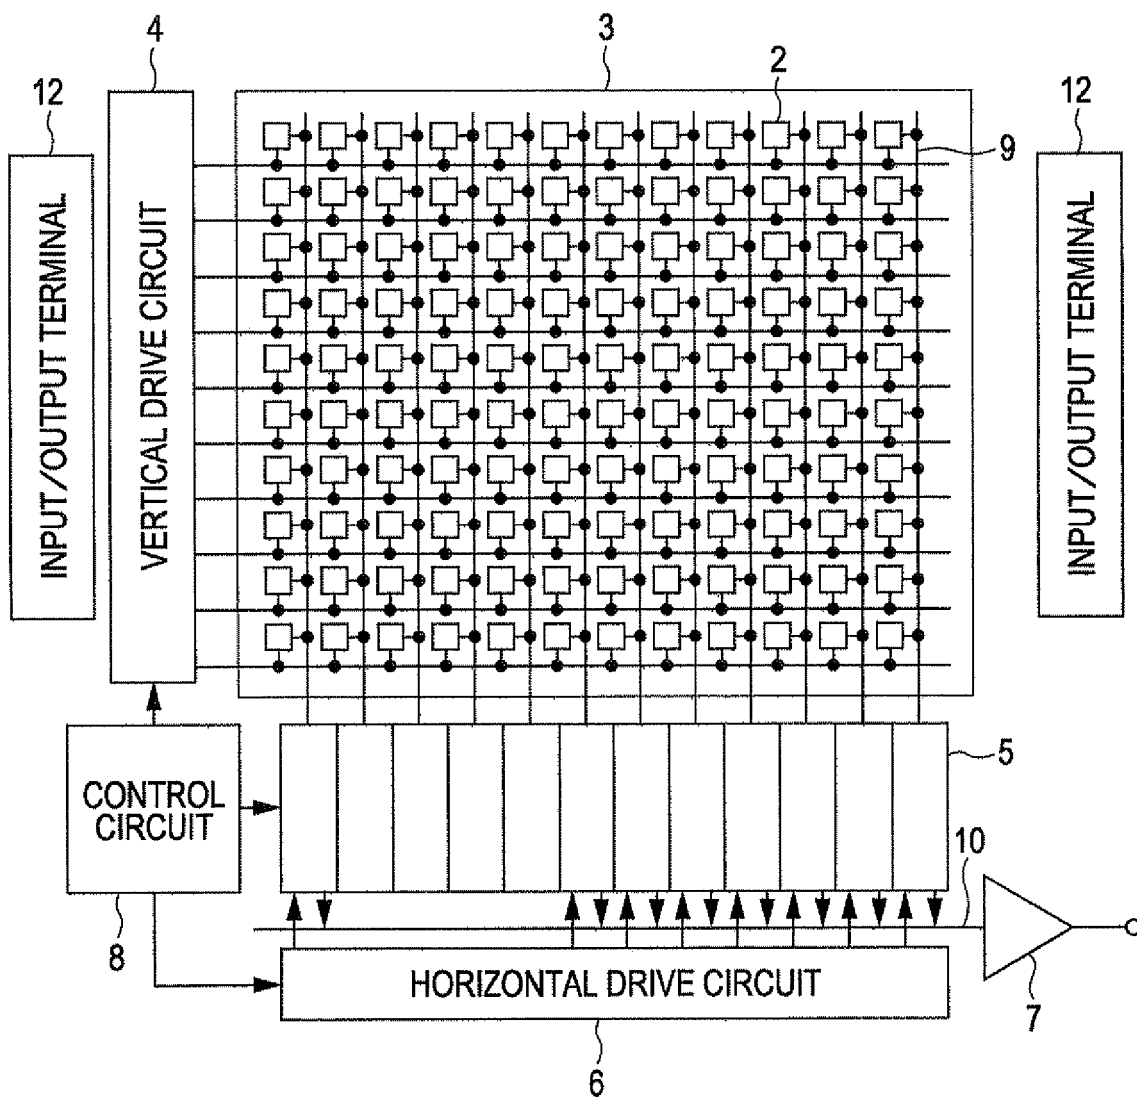 4
3
2
12
12
9
INPUT/OUTPUT TERMINAL
VERTICAL DRIVE CIRCUIT
INPUT/OUTPUT TERMINAL
5
CONTROL
CIRCUIT
10
8
HORIZONTAL DRIVE CIRCUIT
7
6